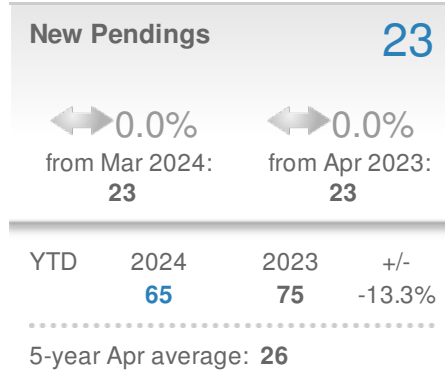 New Pendings 23
0.0% 0.0%
from Mar 2024: from Apr 2023:
23 23
YTD 2024 2023 +/-
65 75 -13.3%
5-year Apr average: 26